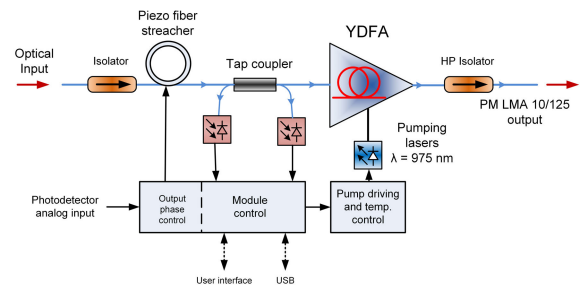 Piezo fiber
streacher
YDFA
Optical
Input
Isolator
Tap coupler
HP Isolator
PM LMA 10/125
output
Pumping
lasers
λ = 975 nm
Photodetector
analog input
Output
phase
control
Module
control
Pump driving
and temp.
control
User interface
USB